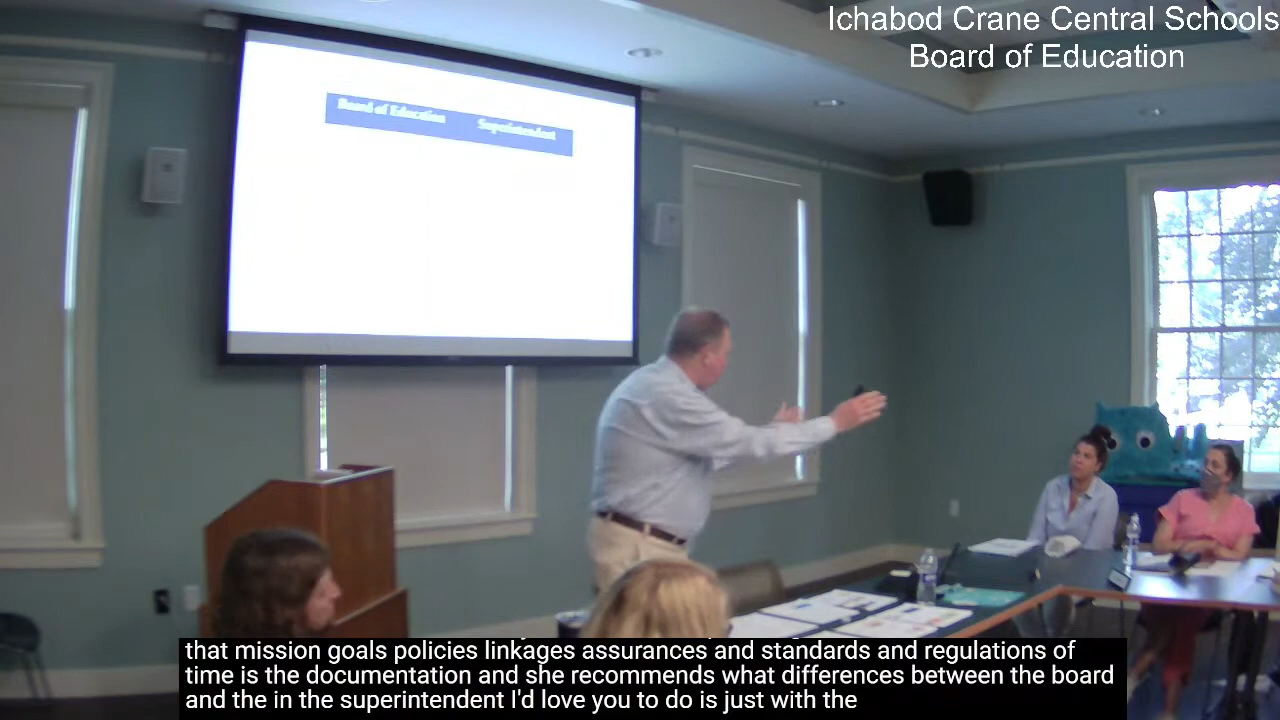 Ichabod Crane Central Schools
Board of Education
Board of Education Superintendent
that mission goals policies linkages assurances and standards and regulations of
time is the documentation and she recommends what differences between the board
and the in the superintendent I'd love you to do is just with the